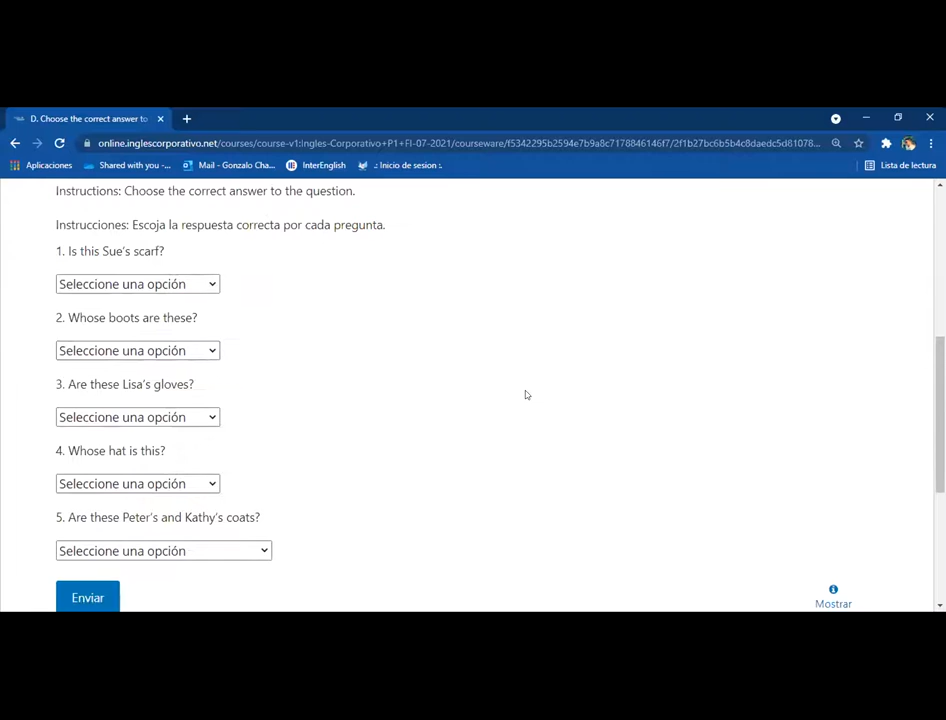 D. Choose the correct answer to
online.inglescorporativo.net/courses/course-v1:Ingles-Corporativo+P1+FI-07-2021/courseware/f5342295b2594e7b9a8c7178846146f7/2f1b27bc6b5b4c8daedc5d81078...
Aplicaciones
Shared with you -...
Mail - Gonzalo Cha...
InterEnglish
.: Inicio de sesion :.
Lista de lectura
Instructions: Choose the correct answer to the question.
Instrucciones: Escoja la respuesta correcta por cada pregunta.
1. Is this Sue's scarf?
Seleccione una opción
2. Whose boots are these?
Seleccione una opción
3. Are these Lisa's gloves?
Seleccione una opción
4. Whose hat is this?
Seleccione una opción
5. Are these Peter's and Kathy's coats?
Seleccione una opción
Enviar
Mostrar